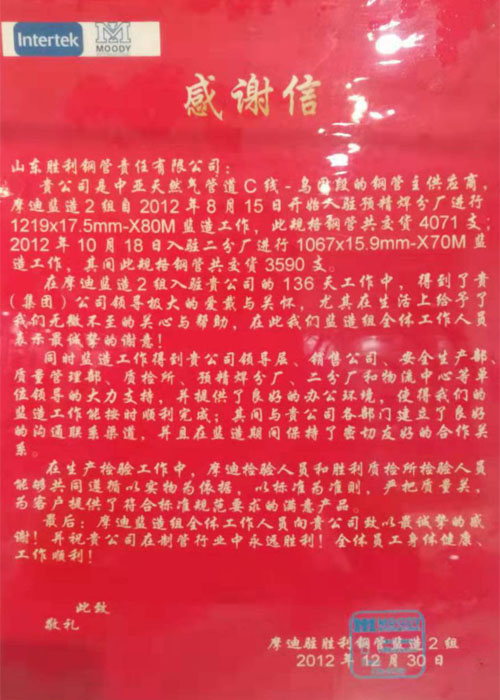 Intertek
MOODY
感谢信
山东胜利钢管责任有限公司：
贵公司是中亚天然气管道C线-乌国段的钢管主供应商，
摩迪监造2组自2012年8月15日开始入驻预精焊分厂进行
1219x17.5mm-X80M监造工作，此规格钢管共交货4071支；
2012年10月18日入驻二分厂进行1067x15.9mm-X70M监
造工作，其间此规格钢管共交货3590支。
在摩迪监造2组入驻贵公司的136天工作中，得到了贵
（集团）公司领导极大的爱戴与关怀，尤其在生活上给予了
我们无微不至的关心与帮助，在此我们监造组全体工作人员
表示最诚挚的谢意！
同时监造工作得到贵公司领导层、销售公司、安全生产部、
质量管理部、质检所、预精焊分厂、二分厂和物流中心等单
位领导的大力支持，并提供了良好的办公环境，使得我们的
监造工作能按时顺利完成；其间与贵公司各部门建立了良好
的沟通联系渠道，并且在监造期间保持了密切友好的合作关
系。
在生产检验工作中，摩迪检验人员和胜利质检所检验人员
能够共同遵循以实物为依据，以标准为准则，严把质量关，
为客户提供了符合标准规范要求的满意产品。
最后：摩迪监造组全体工作人员向贵公司致以最诚挚的感
谢！并祝贵公司在制管行业中永远胜利！全体员工身体健康、
工作顺利！
此致
敬礼
摩迪驻胜利钢管监造2组
2012年12月30日